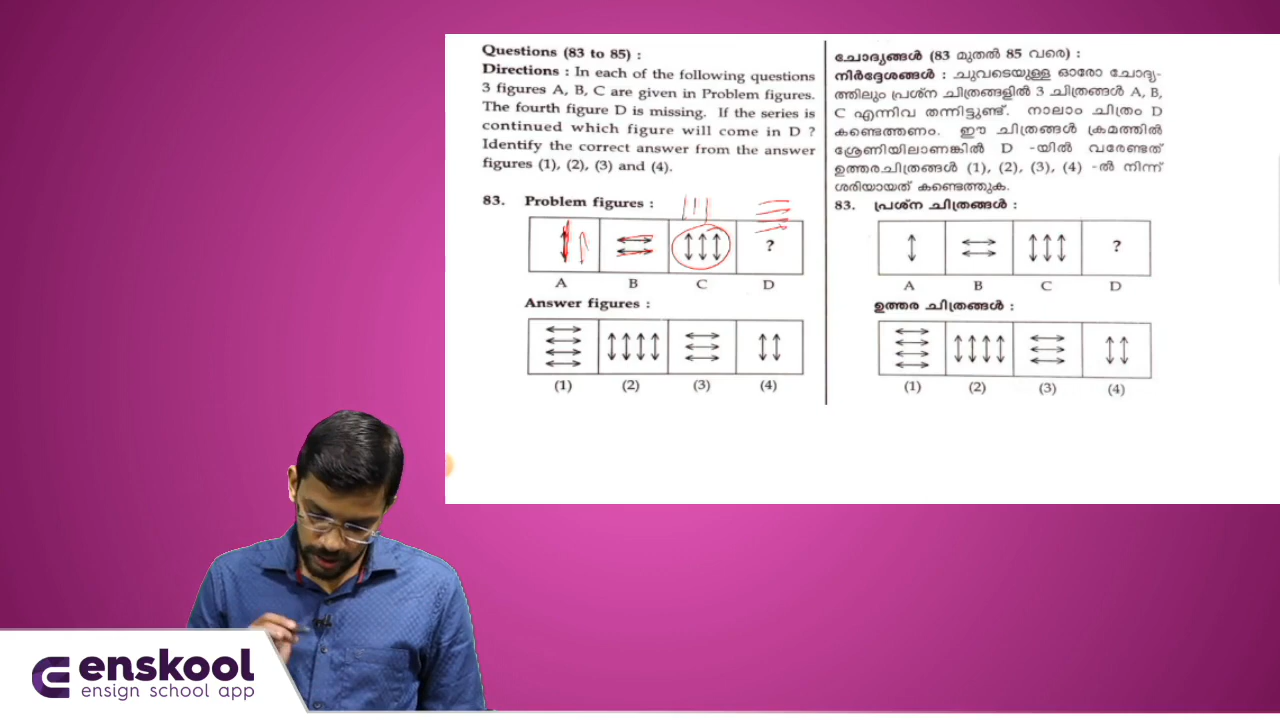 Questions (83 to 85) :
Directions : In each of the following questions
3 figures A, B, C are given in Problem figures.
The fourth figure D is missing. If the series is
continued which figure will come in D ?
Identify the correct answer from the answer
figures (1), (2), (3) and (4).
83. Problem figures :
?
A B C D
Answer figures :
(1) (2) (3) (4)
ചോദ്യങ്ങൾ (83 മുതൽ 85 വരെ) :
നിർദ്ദേശങ്ങൾ : ചുവടെയുള്ള ഓരോ ചോദ്യ-
ത്തിലും പ്രശ്ന ചിത്രങ്ങളിൽ 3 ചിത്രങ്ങൾ A, B,
C എന്നിവ തന്നിട്ടുണ്ട്. നാലാം ചിത്രം D
കണ്ടെത്തണം. ഈ ചിത്രങ്ങൾ ക്രമത്തിൽ
ശ്രേണിയിലാണങ്കിൽ D -യിൽ വരേണ്ടത്
ഉത്തരചിത്രങ്ങൾ (1), (2), (3), (4) -ൽ നിന്ന്
ശരിയായത് കണ്ടെത്തുക.
83. പ്രശ്ന ചിത്രങ്ങൾ :
?
A B C D
ഉത്തര ചിത്രങ്ങൾ :
(1) (2) (3) (4)
enskool
ensign school app